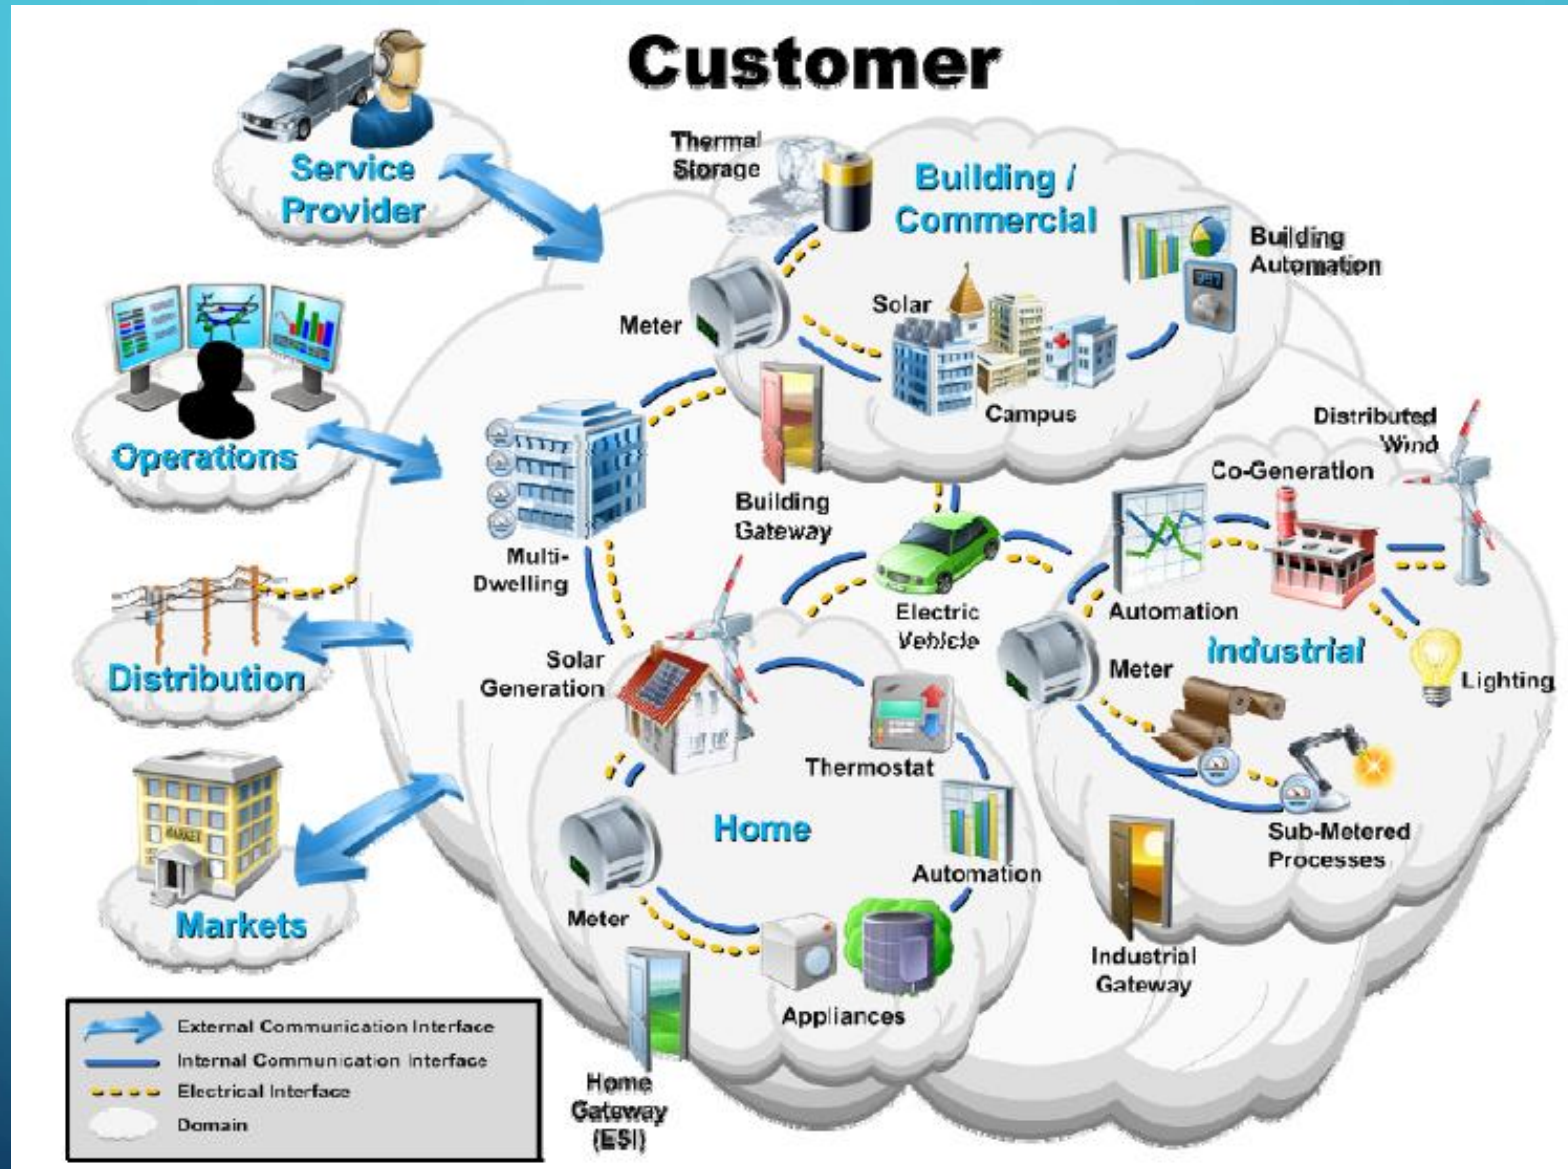 Customer
Service
Provider
Thermal
Storage
Building /
Commercial
Building
Automation
Meter
Solar
Campus
Operations
Multi-
Dwelling
Building
Gateway
Distributed
Wind
Co-Generation
Automation
Electric
Vehicle
Industrial
Meter
Lighting
Distribution
Solar
Generation
Thermostat
Home
Sub-Metered
Processes
MARKET
Markets
Automation
Meter
Industrial
Gateway
Appliances
Home
Gateway
(ESI)
External Communication Interface
Internal Communication Interface
Electrical Interface
Domain